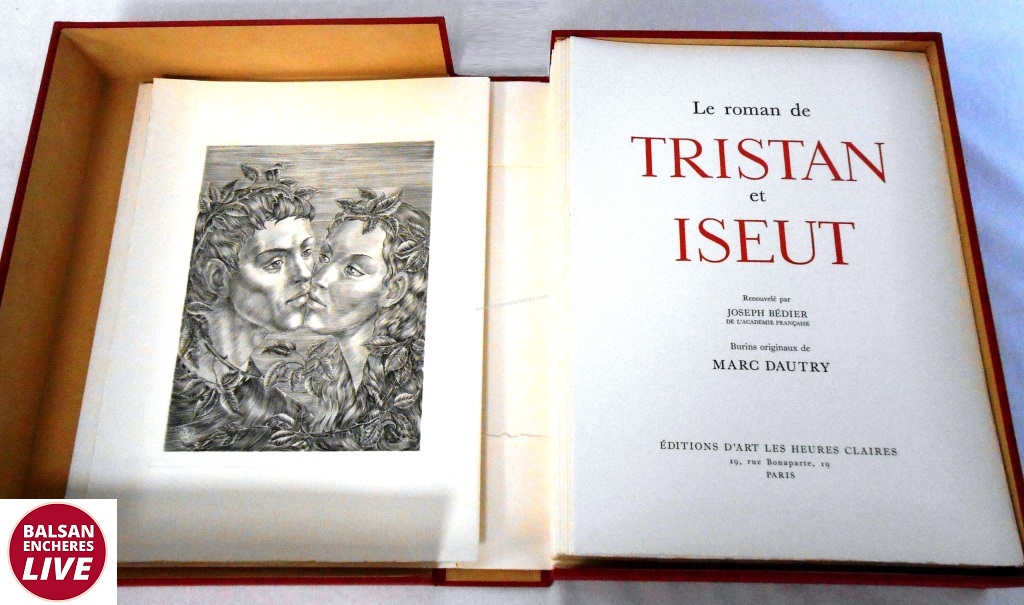 Le roman de
TRISTAN
et
ISEUT
Renouvelé par
JOSEPH BÉDIER
DE L'ACADÉMIE FRANÇAISE
Burins originaux de
MARC DAUTRY
ÉDITIONS D'ART LES HEURES CLAIRES
19, rue Bonaparte, 19
PARIS
BALSAN
ENCHERES
LIVE